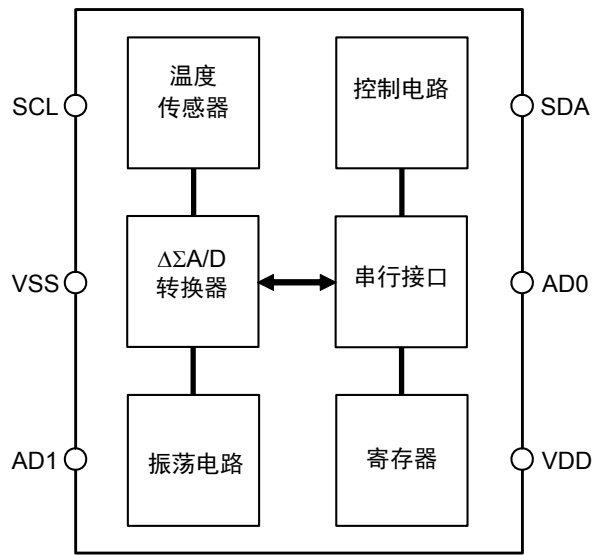 温度
传感器
控制电路
SCL
SDA
ΔΣA/D
转换器
串行接口
VSS
AD0
振荡电路
寄存器
AD1
VDD